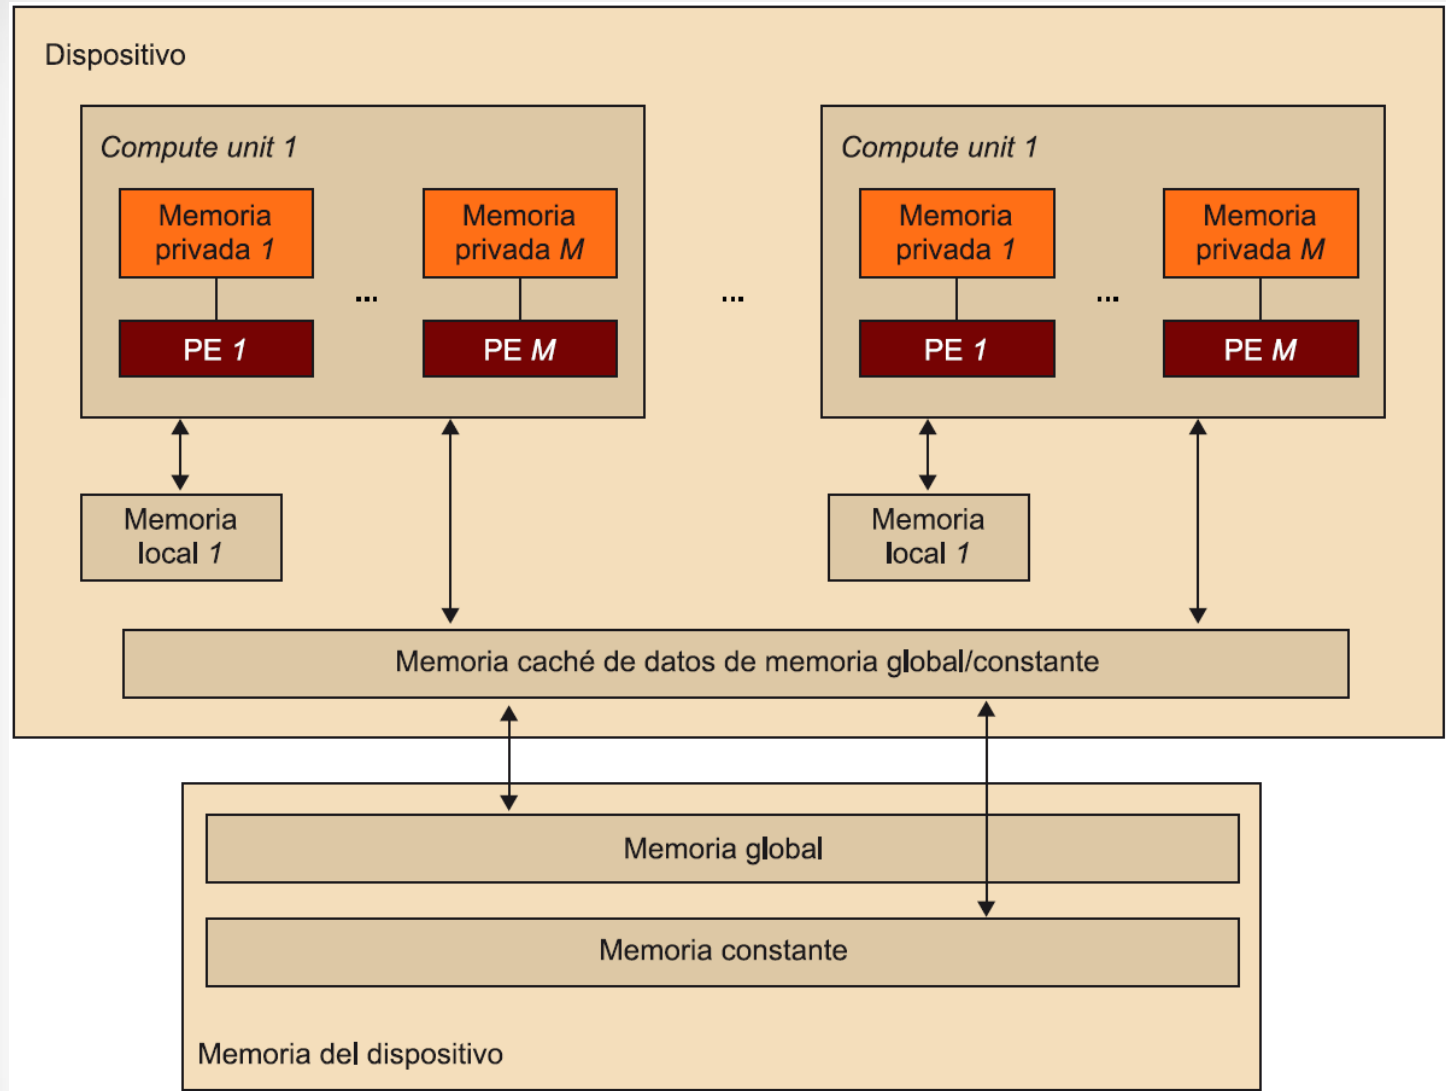 Dispositivo
Compute unit 1
Memoria
privada 1
Memoria
privada M
...
PE 1
PE M
...
Compute unit 1
Memoria
privada 1
Memoria
privada M
...
PE 1
PE M
Memoria
local 1
Memoria
local 1
Memoria caché de datos de memoria global/constante
Memoria global
Memoria constante
Memoria del dispositivo